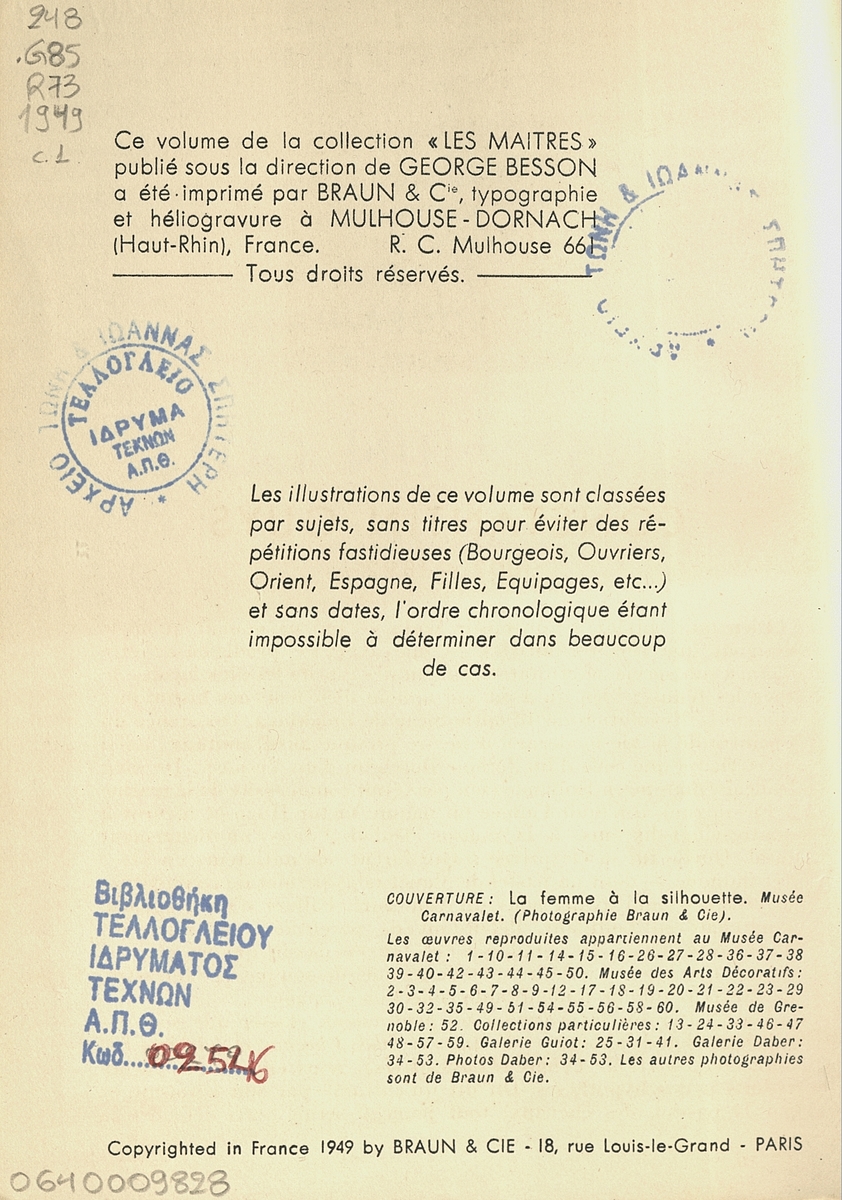 248
.G85
R73
1949
c.1
Ce volume de la collection « LES MAITRES »
publié sous la direction de GEORGE BESSON
a été imprimé par BRAUN & Cie, typographie
et héliogravure à MULHOUSE-DORNACH
(Haut-Rhin), France. R. C. Mulhouse 661
Tous droits réservés.
ΤΩΝΗ & ΙΩΑΝΝΑΣ
ΑΡΧΕΙΟ ΤΩΝΗ & ΙΩΑΝΝΑΣ ΣΠΗΤΕΡΗ *
ΤΕΛΛΟΓΛΕΙΟ
ΙΔΡΥΜΑ
ΤΕΧΝΩΝ
Α.Π.Θ.
Les illustrations de ce volume sont classées
par sujets, sans titres pour éviter des ré-
pétitions fastidieuses (Bourgeois, Ouvriers,
Orient, Espagne, Filles, Equipages, etc...)
et sans dates, l'ordre chronologique étant
impossible à déterminer dans beaucoup
de cas.
Βιβλιοθήκη
ΤΕΛΛΟΓΛΕΙΟΥ
ΙΔΡΥΜΑΤΟΣ
ΤΕΧΝΩΝ
Α.Π.Θ.
Κωδ.
COUVERTURE : La femme à la silhouette. Musée
Carnavalet. (Photographie Braun & Cie).
Les œuvres reproduites appartiennent au Musée Car-
navalet : 1-10-11-14-15-16-26-27-28-36-37-38
39-40-42-43-44-45-50. Musée des Arts Décoratifs :
2-3-4-5-6-7-8-9-12-17-18-19-20-21-22-23-29
30-32-35-49-51-54-55-56-58-60. Musée de Gre-
noble : 52. Collections particulières : 13-24-33-46-47
48-57-59. Galerie Guiot : 25-31-41. Galerie Daber :
34-53. Photos Daber : 34-53. Les autres photographies
sont de Braun & Cie.
Copyrighted in France 1949 by BRAUN & CIE - 18, rue Louis-le-Grand - PARIS
0640009828